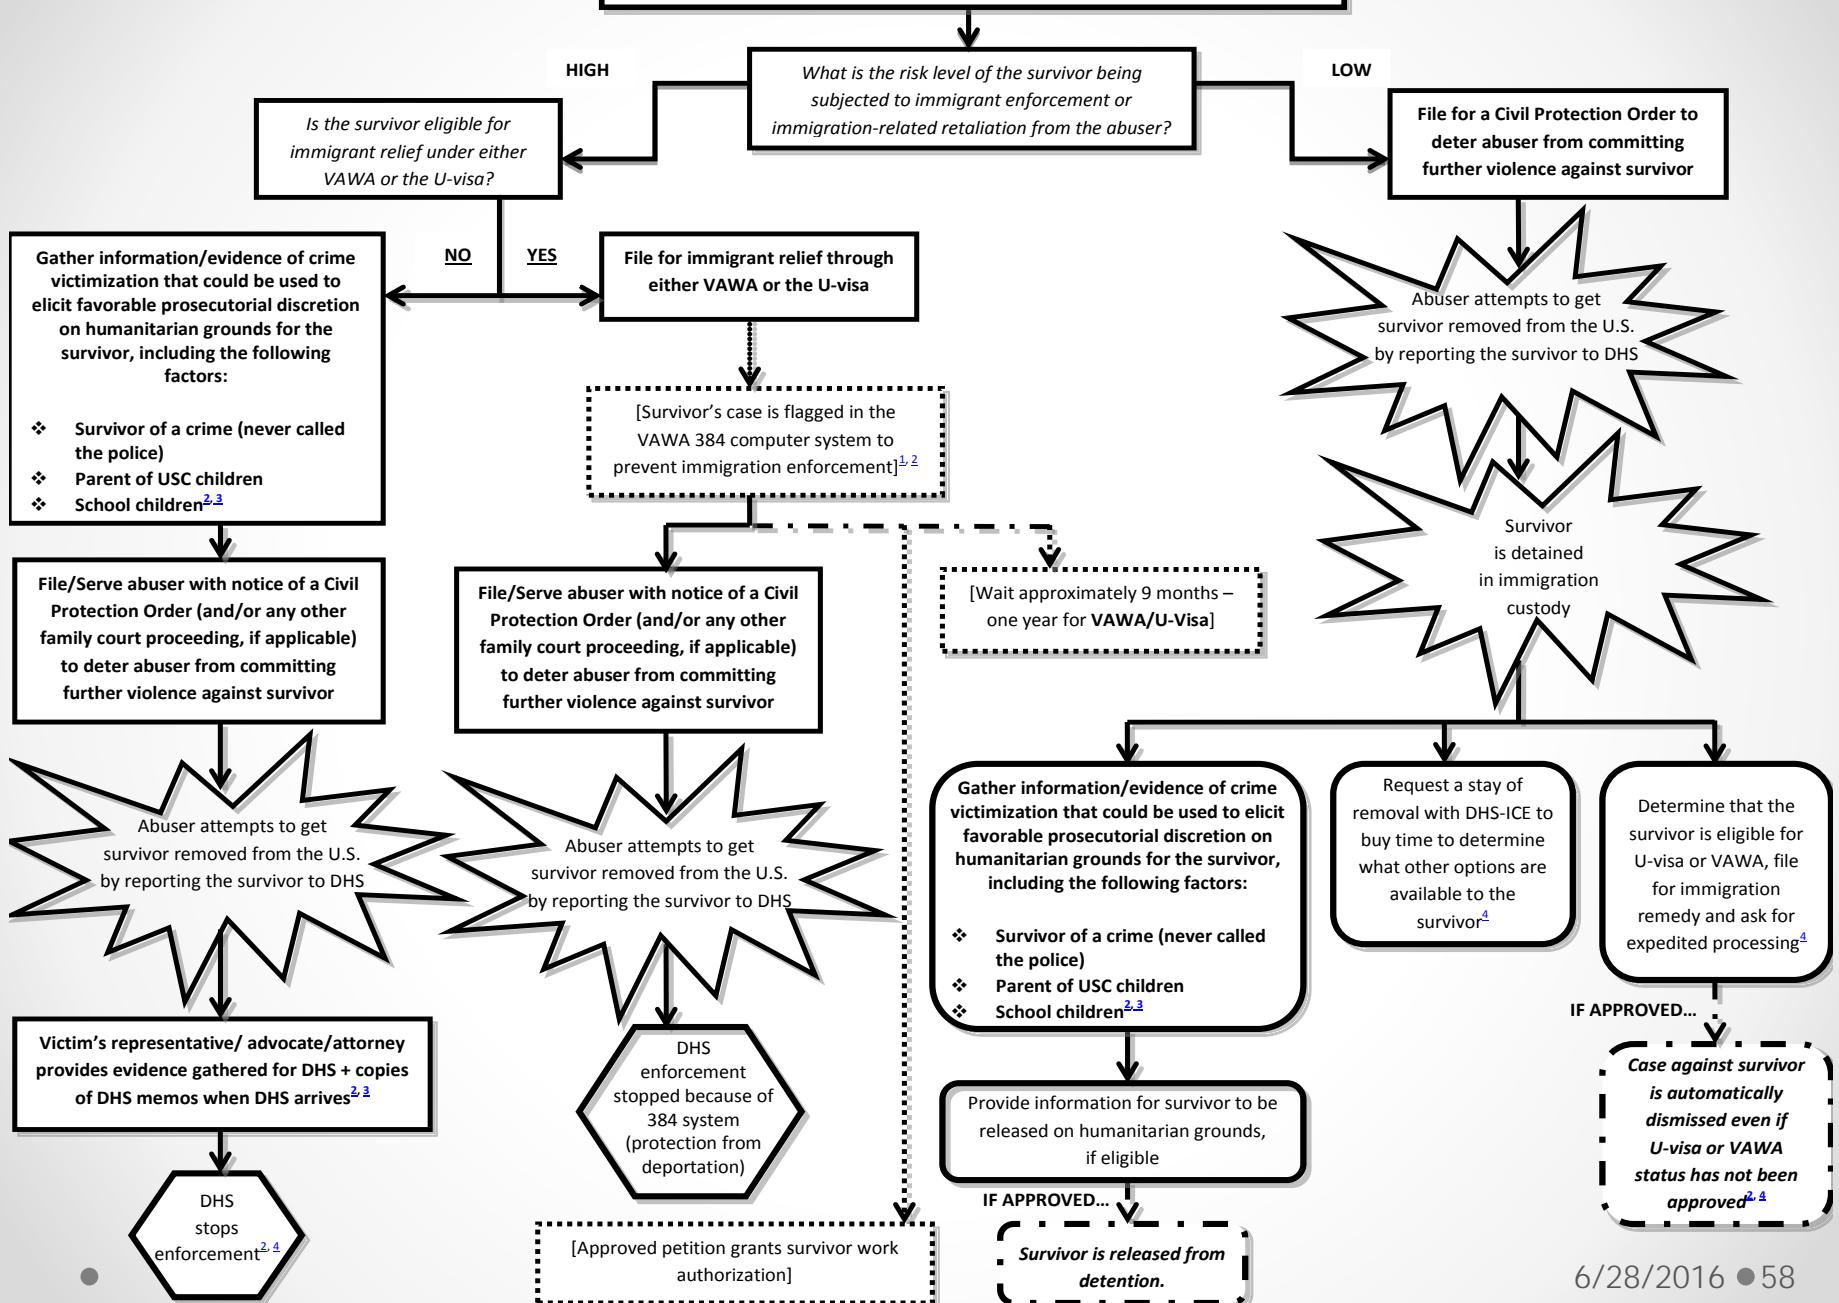 What is the risk level of the survivor being
subjected to immigrant enforcement or
immigration-related retaliation from the abuser?
HIGH
LOW
Is the survivor eligible for
immigrant relief under either
VAWA or the U-visa?
File for a Civil Protection Order to
deter abuser from committing
further violence against survivor
NO
YES
Gather information/evidence of crime
victimization that could be used to
elicit favorable prosecutorial discretion
on humanitarian grounds for the
survivor, including the following
factors:
❖ Survivor of a crime (never called
the police)
❖ Parent of USC children
❖ School children2, 3
File for immigrant relief through
either VAWA or the U-visa
[Survivor's case is flagged in the
VAWA 384 computer system to
prevent immigration enforcement]1, 2
Abuser attempts to get
survivor removed from the U.S.
by reporting the survivor to DHS
Survivor
is detained
in immigration
custody
File/Serve abuser with notice of a Civil
Protection Order (and/or any other
family court proceeding, if applicable)
to deter abuser from committing
further violence against survivor
File/Serve abuser with notice of a Civil
Protection Order (and/or any other
family court proceeding, if applicable)
to deter abuser from committing
further violence against survivor
[Wait approximately 9 months –
one year for VAWA/U-Visa]
Abuser attempts to get
survivor removed from the U.S.
by reporting the survivor to DHS
Abuser attempts to get
survivor removed from the U.S.
by reporting the survivor to DHS
Gather information/evidence of crime
victimization that could be used to elicit
favorable prosecutorial discretion on
humanitarian grounds for the survivor,
including the following factors:
❖ Survivor of a crime (never called
the police)
❖ Parent of USC children
❖ School children2, 3
Request a stay of
removal with DHS-ICE to
buy time to determine
what other options are
available to the
survivor4
Determine that the
survivor is eligible for
U-visa or VAWA, file
for immigration
remedy and ask for
expedited processing4
Victim's representative/ advocate/attorney
provides evidence gathered for DHS + copies
of DHS memos when DHS arrives2, 3
DHS
enforcement
stopped because of
384 system
(protection from
deportation)
IF APPROVED...
Provide information for survivor to be
released on humanitarian grounds,
if eligible
Case against survivor
is automatically
dismissed even if
U-visa or VAWA
status has not been
approved2, 4
DHS
stops
enforcement2, 4
IF APPROVED...
[Approved petition grants survivor work
authorization]
Survivor is released from
detention.
6/28/2016 ●58